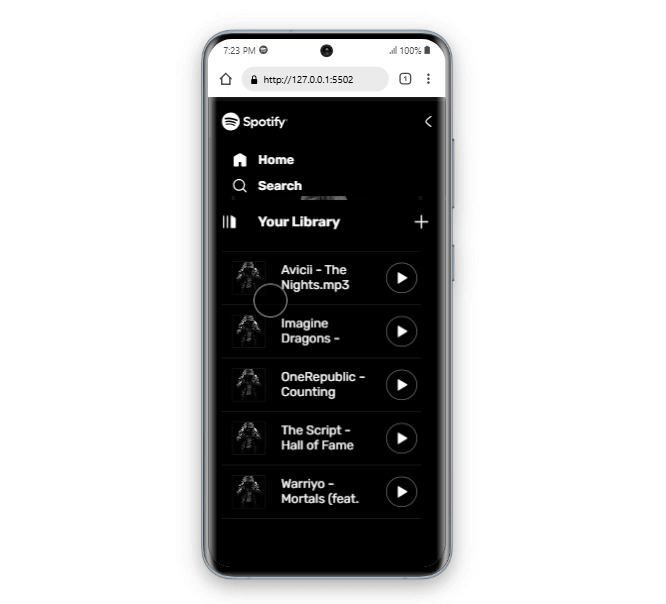 7:23 PM
100%
http://127.0.0.1:5502
1
Spotify
Home
Search
Your Library
Avicii - The
Nights.mp3
Imagine
Dragons -
OneRepublic -
Counting
The Script -
Hall of Fame
Warriyo -
Mortals (feat.